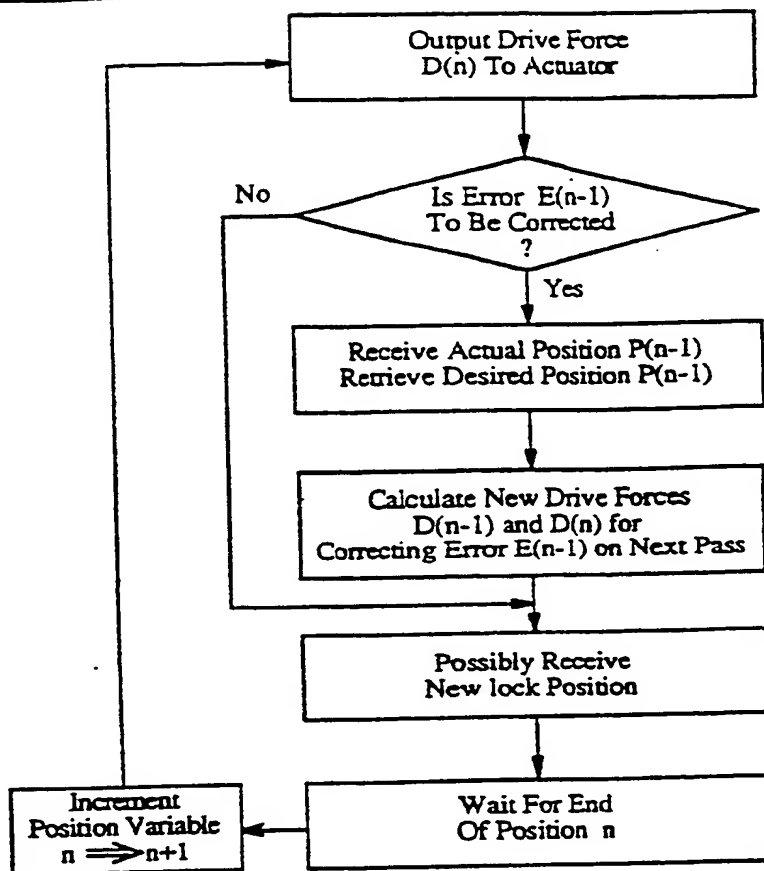 Output Drive Force
D(n) To Actuator
No
Is Error E(n-1)
To Be Corrected
?
Yes
Receive Actual Position P(n-1)
Retrieve Desired Position P(n-1)
Calculate New Drive Forces
D(n-1) and D(n) for
Correcting Error E(n-1) on Next Pass
Possibly Receive
New lock Position
Wait For End
Of Position n
Increment
Position Variable
n ⟹ n+1